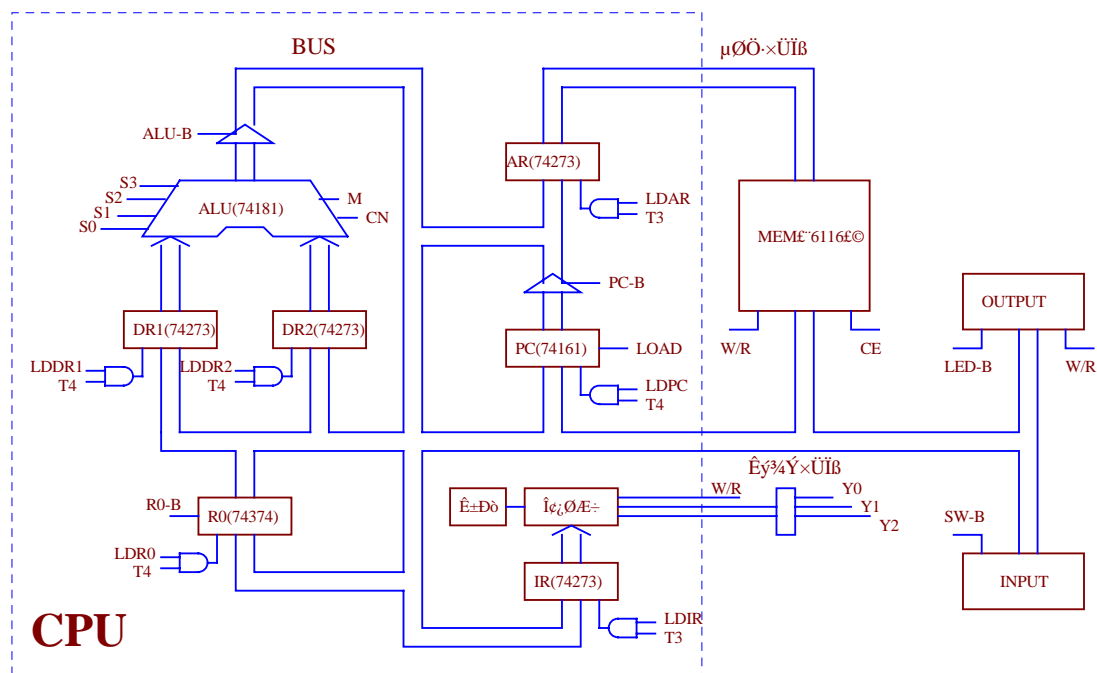 BUS
µØÖ·×ÜÏß
ALU-B
AR(74273)
S3
S2
S1
S0
ALU(74181)
M
CN
LDAR
T3
MEM£¨6116£©
PC-B
OUTPUT
DR1(74273)
DR2(74273)
PC(74161)
LOAD
W/R
CE
LED-B
W/R
LDDR1
T4
LDDR2
T4
LDPC
T4
Êý¾Ý×ÜÏß
R0-B
R0(74374)
ʱÐò
΢¿ØÆ÷
W/R
Y0
Y1
Y2
SW-B
LDR0
T4
IR(74273)
INPUT
LDIR
T3
CPU